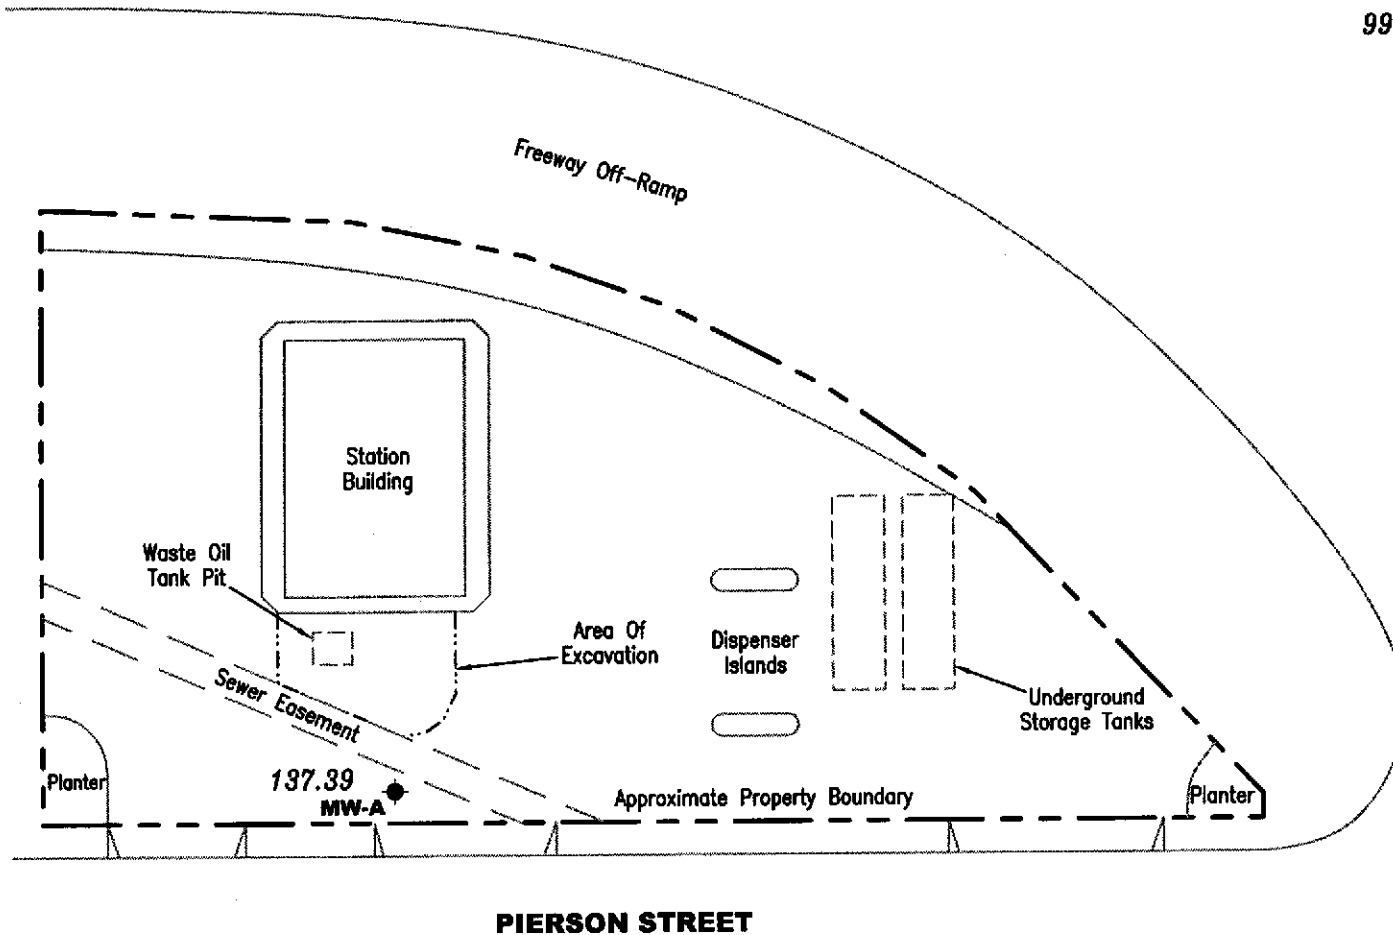 99
Freeway Off-Ramp
Station
Building
Waste Oil
Tank Pit
Area Of
Excavation
Dispenser
Islands
Underground
Storage Tanks
Sewer Easement
Planter
137.39
MW-A
Approximate Property Boundary
Planter
PIERSON STREET